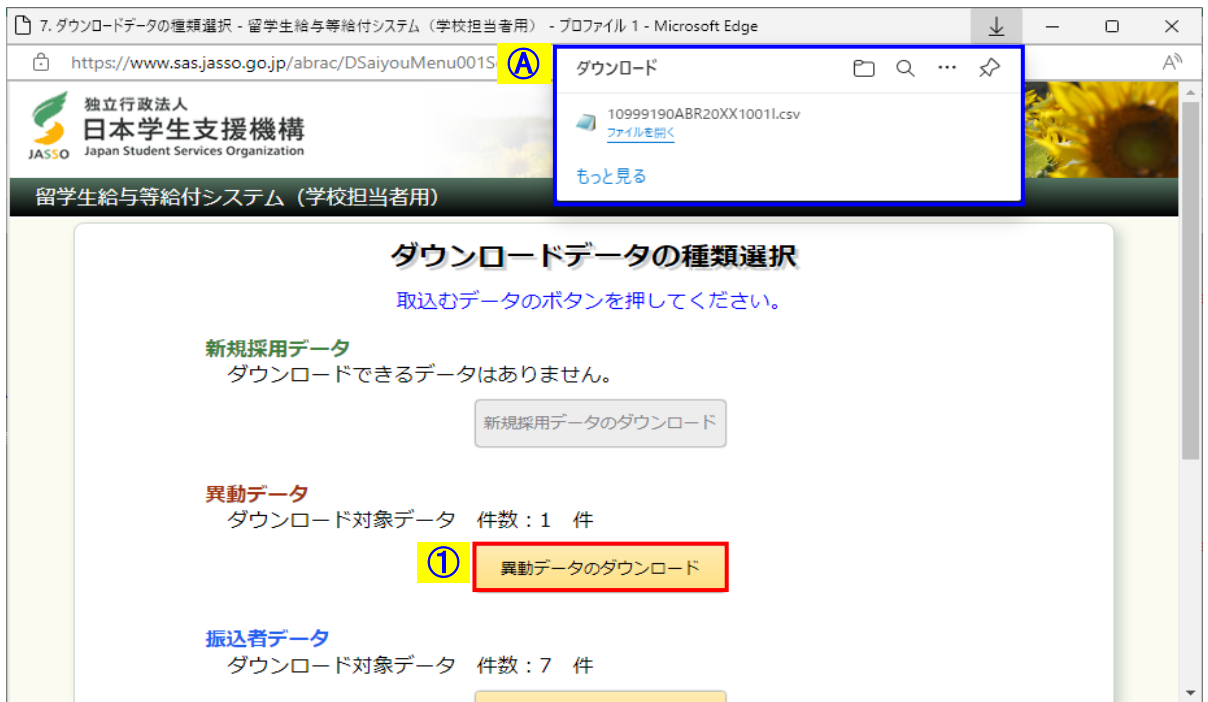 7. ダウンロードデータの種類選択 - 留学生給与等給付システム（学校担当者用） - プロファイル 1 - Microsoft Edge
https://www.sas.jasso.go.jp/abrac/DSaiyouMenu001S
Ⓐ
ダウンロード
10999190ABR20XX1001l.csv
ファイルを開く
もっと見る
独立行政法人
日本学生支援機構
JASSO Japan Student Services Organization
留学生給与等給付システム（学校担当者用）
ダウンロードデータの種類選択
取込むデータのボタンを押してください。
新規採用データ
ダウンロードできるデータはありません。
新規採用データのダウンロード
異動データ
ダウンロード対象データ 件数：1 件
① 異動データのダウンロード
振込者データ
ダウンロード対象データ 件数：7 件